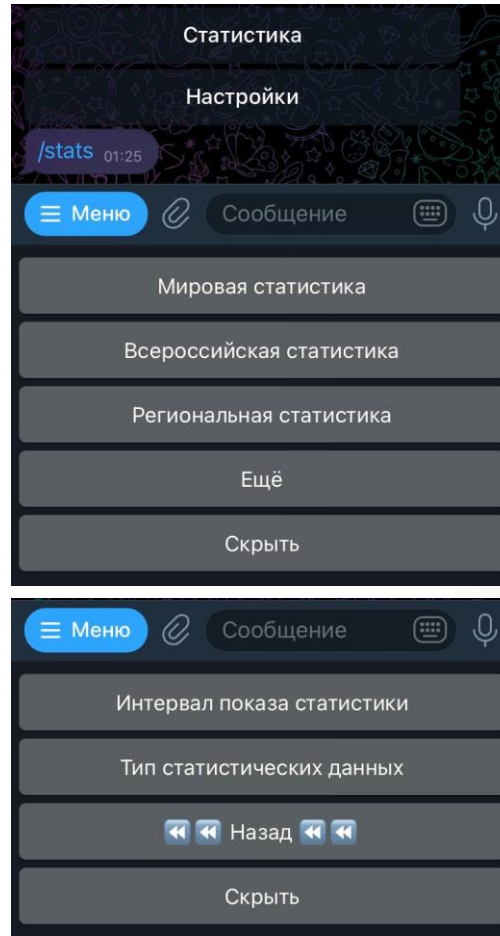 Статистика
Настройки
/stats 01:25
Меню Сообщение
Мировая статистика
Всероссийская статистика
Региональная статистика
Ещё
Скрыть
Меню Сообщение
Интервал показа статистики
Тип статистических данных
⏪ ⏪ Назад ⏪ ⏪
Скрыть